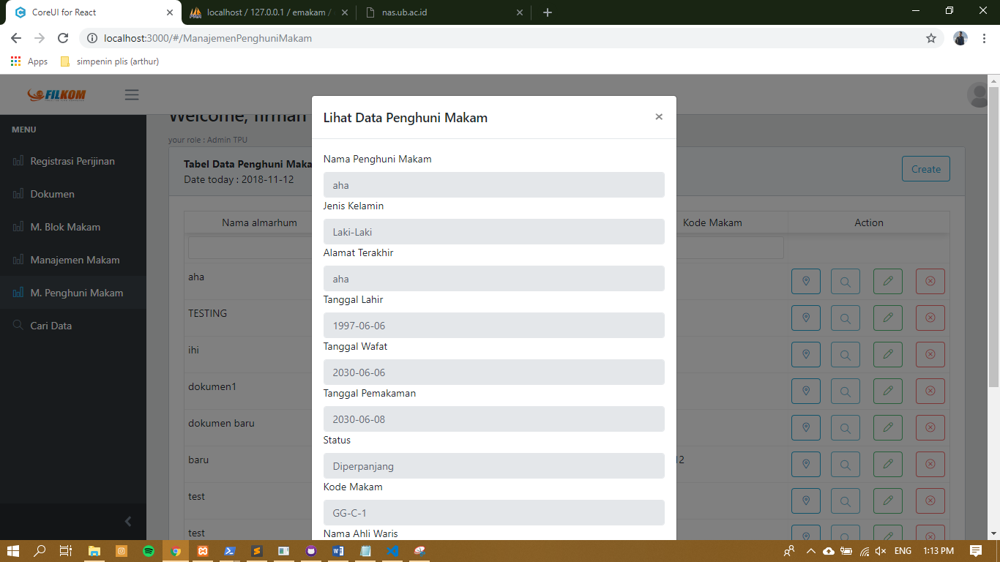 CoreUI for React
localhost / 127.0.0.1 / emakam /
nas.ub.ac.id
localhost:3000/#/ManajemenPenghuniMakam
Apps
simpenin plis (arthur)
FILKOM
Welcome, firman
your role : Admin TPU
MENU
Registrasi Perijinan
Dokumen
M. Blok Makam
Manajemen Makam
M. Penghuni Makam
Cari Data
Tabel Data Penghuni Maka
Date today : 2018-11-12
Create
Nama almarhum
Kode Makam
Action
aha
TESTING
ihi
dokumen1
dokumen baru
baru
12
test
test
Lihat Data Penghuni Makam
×
Nama Penghuni Makam
aha
Jenis Kelamin
Laki-Laki
Alamat Terakhir
aha
Tanggal Lahir
1997-06-06
Tanggal Wafat
2030-06-06
Tanggal Pemakaman
2030-06-08
Status
Diperpanjang
Kode Makam
GG-C-1
Nama Ahli Waris
ENG
1:13 PM